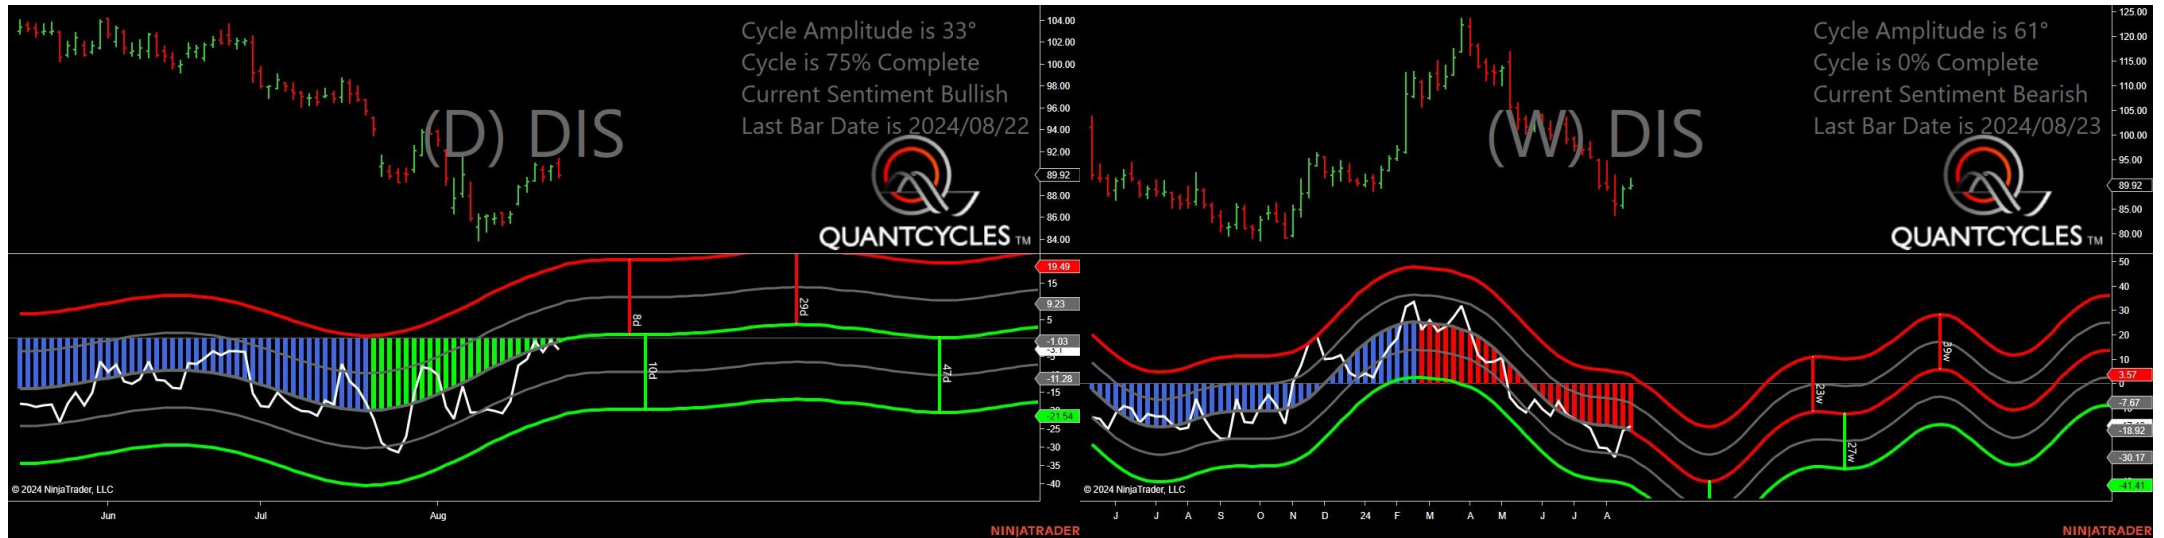 Cycle Amplitude is 33°
Cycle is 75% Complete
Current Sentiment Bullish
Last Bar Date is 2024/08/22
(D) DIS
QUANTCYCLES TM
104.00
102.00
100.00
98.00
96.00
94.00
92.00
89.92
88.00
86.00
84.00
19.49
15
9.23
5
-1.03
-3.1
-11.28
-15
-21.54
-25
-30
-35
-40
8d
10d
29d
47d
© 2024 NinjaTrader, LLC
Jun Jul Aug
NINJATRADER
Cycle Amplitude is 61°
Cycle is 0% Complete
Current Sentiment Bearish
Last Bar Date is 2024/08/23
(W) DIS
QUANTCYCLES TM
125.00
120.00
115.00
110.00
105.00
100.00
95.00
89.92
85.00
80.00
50
40
30
20
10
3.57
0
-7.67
-18.92
-30.17
-41.41
23w
27w
39w
© 2024 NinjaTrader, LLC
J J A S O N D 24 F M A M J J A
NINJATRADER